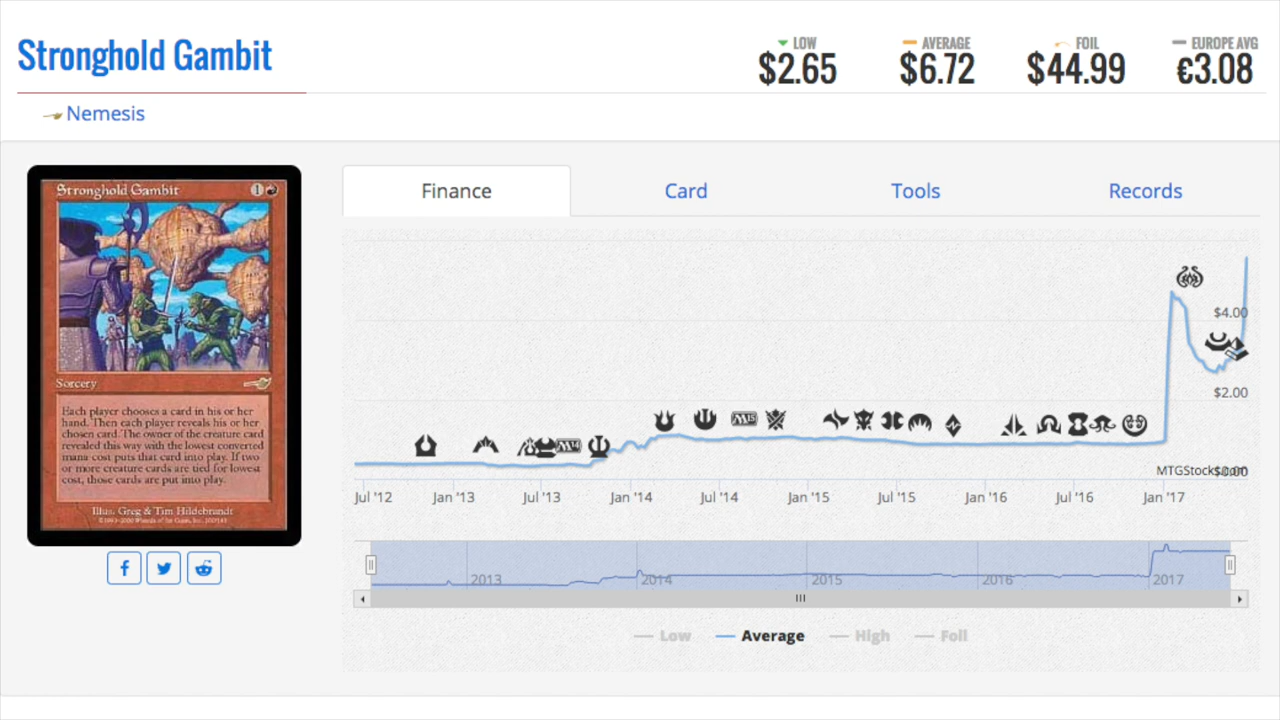 Stronghold Gambit
LOW
$2.65
AVERAGE
$6.72
FOIL
$44.99
EUROPE AVG
€3.08
Nemesis
Stronghold Gambit 1
Sorcery
Each player chooses a card in his or her
hand. Then each player reveals his or her
chosen card. The owner of the creature card
revealed this way with the lowest converted
mana cost puts that card into play. If two
or more creature cards are tied for lowest
cost, those cards are put into play.
Illus. Greg & Tim Hildebrandt
Finance
Card
Tools
Records
$4.00
$2.00
$0.00
M15
M14
MTGStocks.com
Jul '12
Jan '13
Jul '13
Jan '14
Jul '14
Jan '15
Jul '15
Jan '16
Jul '16
Jan '17
2013
2014
2015
2016
2017
Low
Average
High
Foil